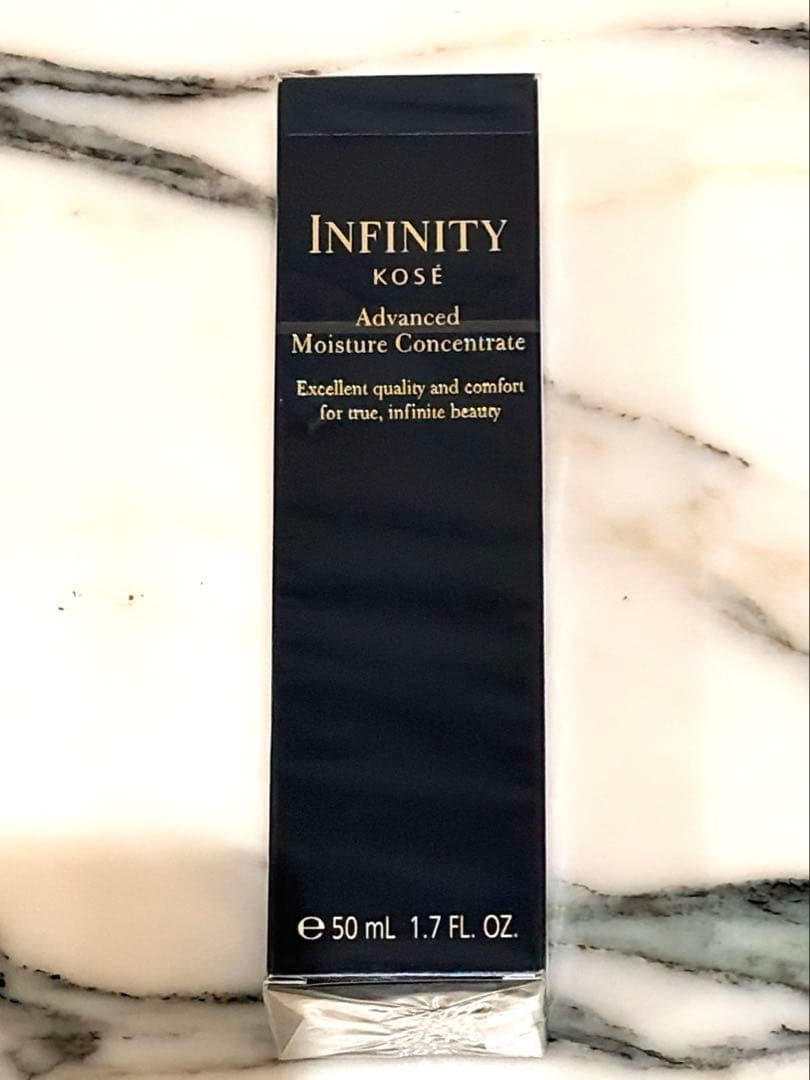 INFINITY
KOSÉ
Advanced
Moisture Concentrate
Excellent quality and comfort
for true, infinite beauty
℮ 50 mL 1.7 FL. OZ.